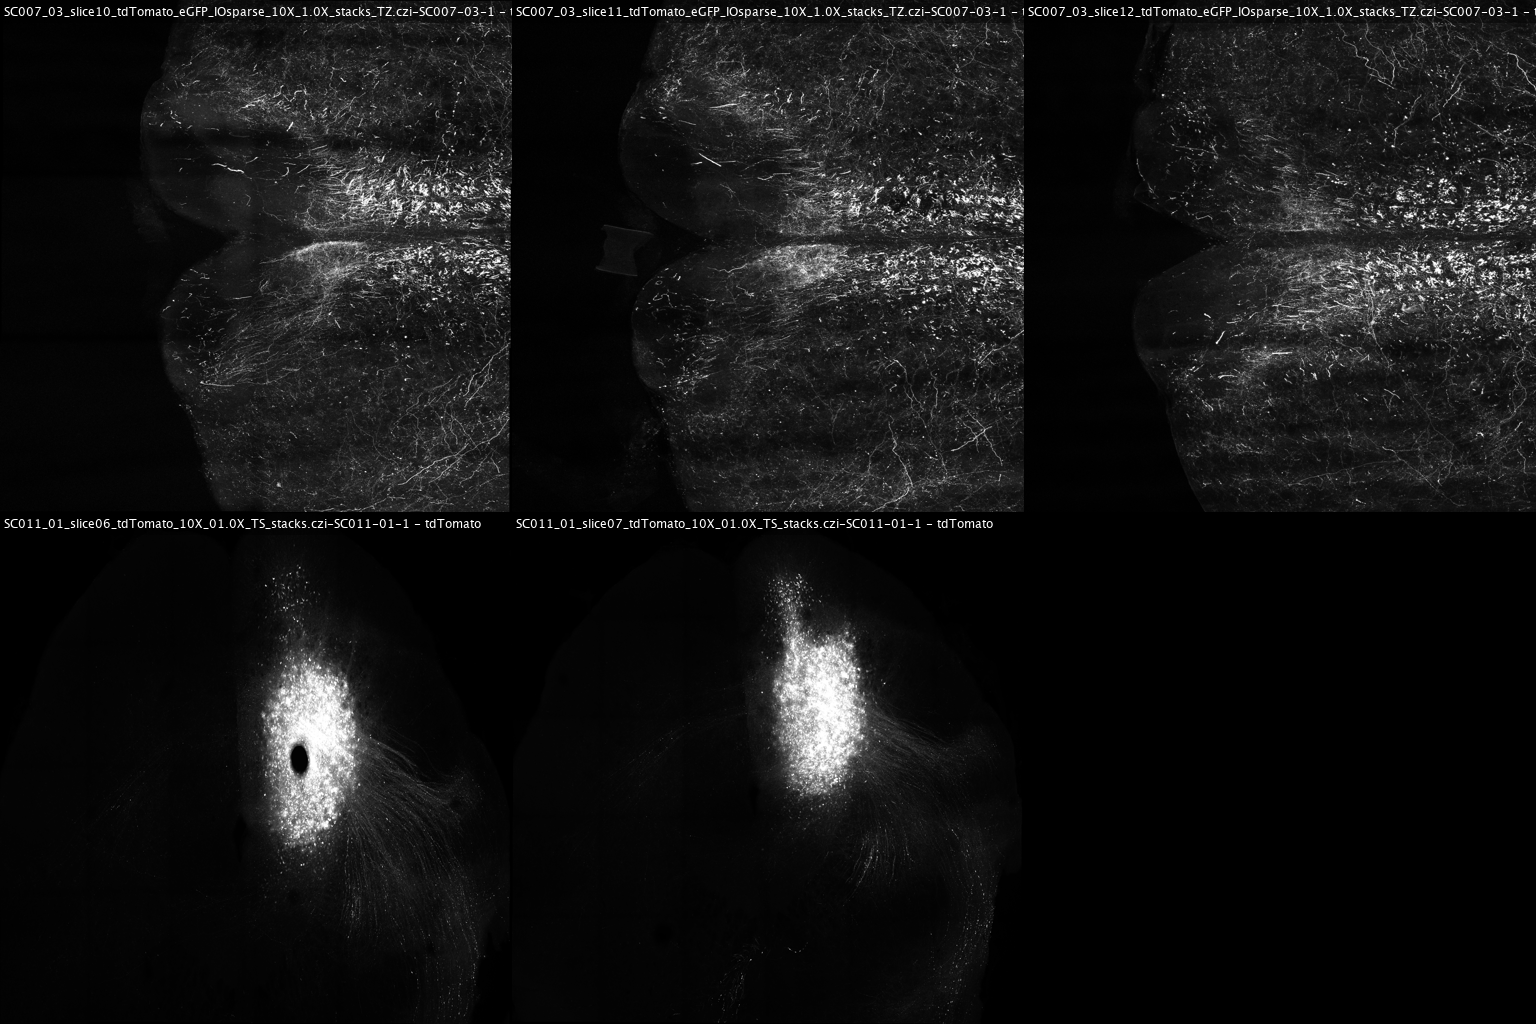 SC007_03_slice10_tdTomato_eGFP_IOsparse_10X_1.0X_stacks_TZ.czi-SC007-03-1 - t
SC007_03_slice11_tdTomato_eGFP_IOsparse_10X_1.0X_stacks_TZ.czi-SC007-03-1 - t
SC007_03_slice12_tdTomato_eGFP_IOsparse_10X_1.0X_stacks_TZ.czi-SC007-03-1 - t
SC011_01_slice06_tdTomato_10X_01.0X_TS_stacks.czi-SC011-01-1 - tdTomato
SC011_01_slice07_tdTomato_10X_01.0X_TS_stacks.czi-SC011-01-1 - tdTomato